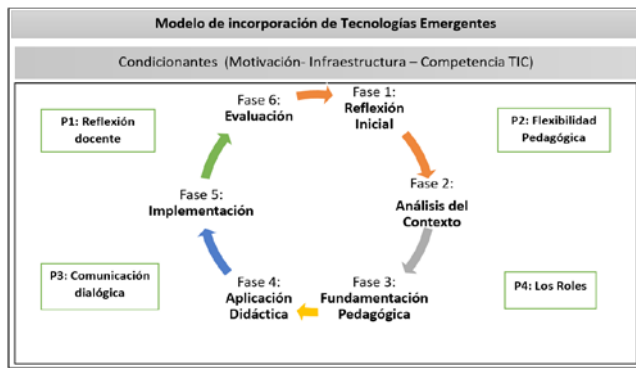 Modelo de incorporación de Tecnologías Emergentes
Condicionantes (Motivación- Infraestructura – Competencia TIC)
Fase 6:
Evaluación
Fase 1:
Reflexión
Inicial
P1: Reflexión
docente
P2: Flexibilidad
Pedagógica
Fase 5:
Implementación
Fase 2:
Análisis del
Contexto
P3: Comunicación
dialógica
Fase 4:
Aplicación
Didáctica
Fase 3:
Fundamentación
Pedagógica
P4: Los Roles